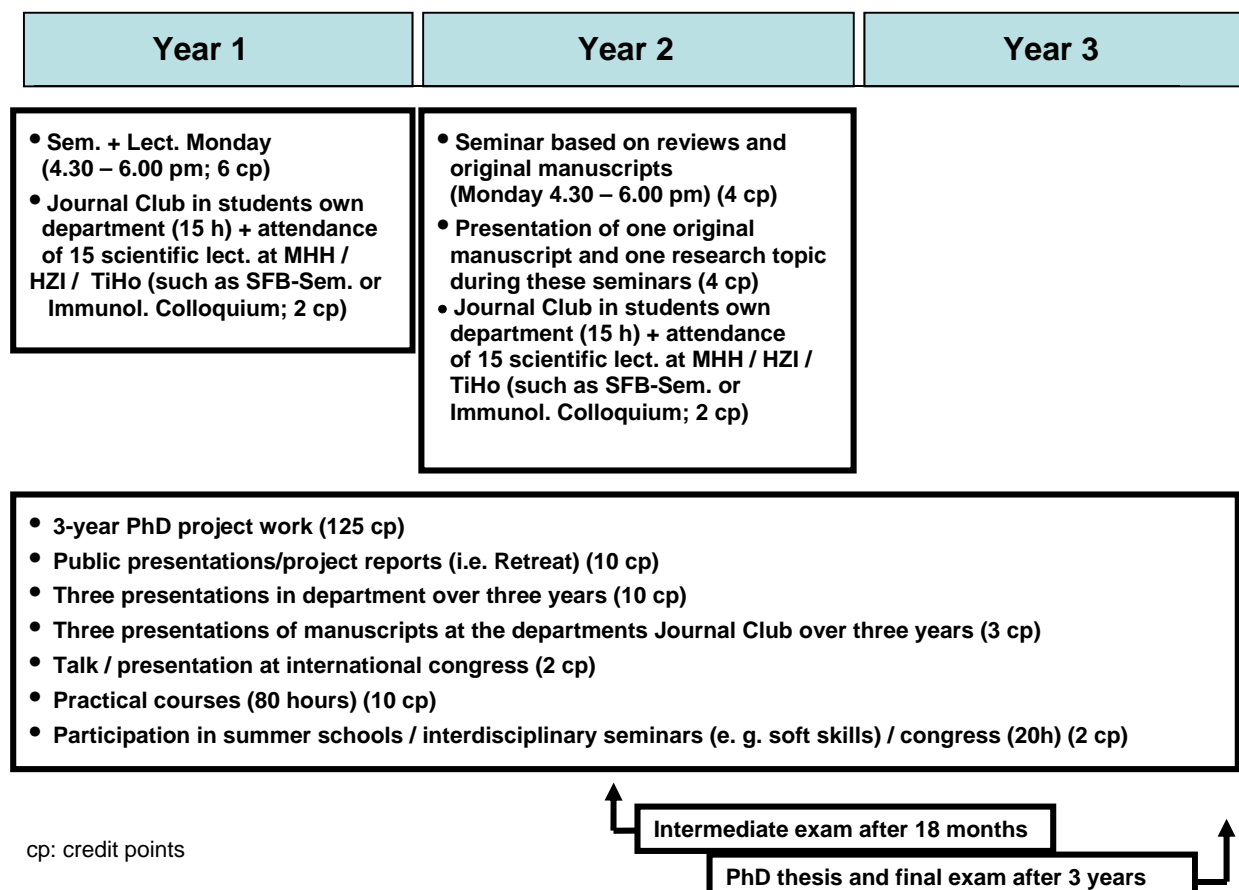 Year 1
Year 2
Year 3
• Sem. + Lect. Monday
(4.30 – 6.00 pm; 6 cp)
• Journal Club in students own
department (15 h) + attendance
of 15 scientific lect. at MHH /
HZI / TiHo (such as SFB-Sem. or
Immunol. Colloquium; 2 cp)
• Seminar based on reviews and
original manuscripts
(Monday 4.30 – 6.00 pm) (4 cp)
• Presentation of one original
manuscript and one research topic
during these seminars (4 cp)
• Journal Club in students own
department (15 h) + attendance
of 15 scientific lect. at MHH / HZI /
TiHo (such as SFB-Sem. or
Immunol. Colloquium; 2 cp)
• 3-year PhD project work (125 cp)
• Public presentations/project reports (i.e. Retreat) (10 cp)
• Three presentations in department over three years (10 cp)
• Three presentations of manuscripts at the departments Journal Club over three years (3 cp)
• Talk / presentation at international congress (2 cp)
• Practical courses (80 hours) (10 cp)
• Participation in summer schools / interdisciplinary seminars (e. g. soft skills) / congress (20h) (2 cp)
Intermediate exam after 18 months
cp: credit points
PhD thesis and final exam after 3 years